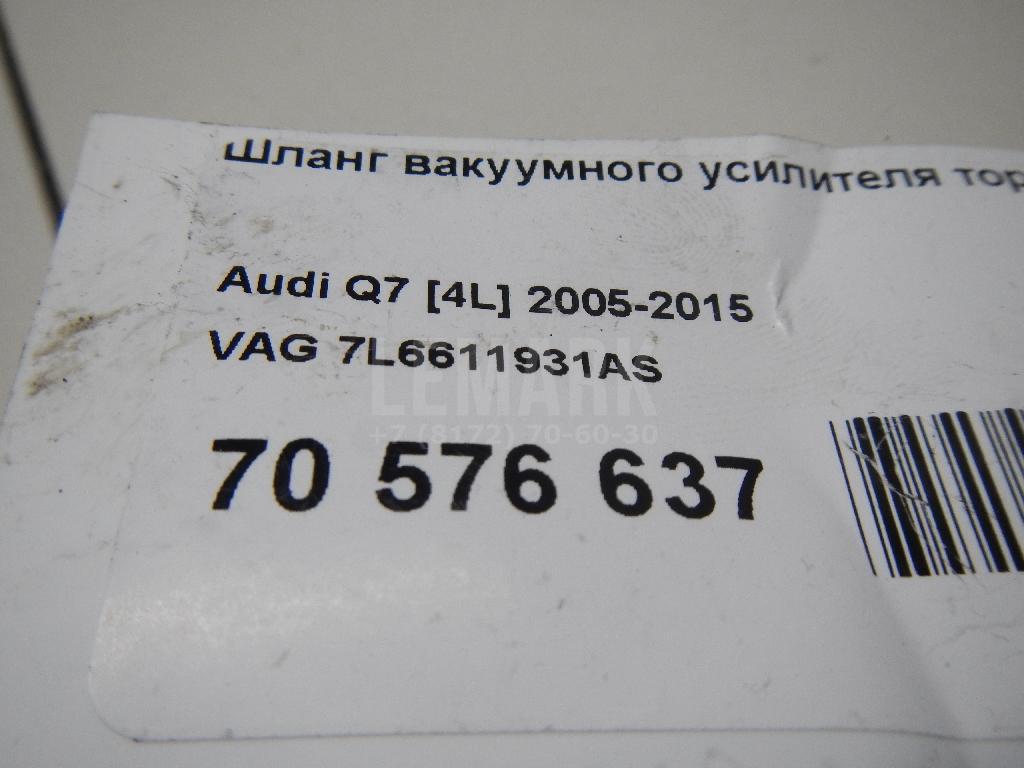 Шланг вакуумного усилителя тор
Audi Q7 [4L] 2005-2015
VAG 7L6611931AS
LEMARK
+7 (8172) 70-60-30
70 576 637